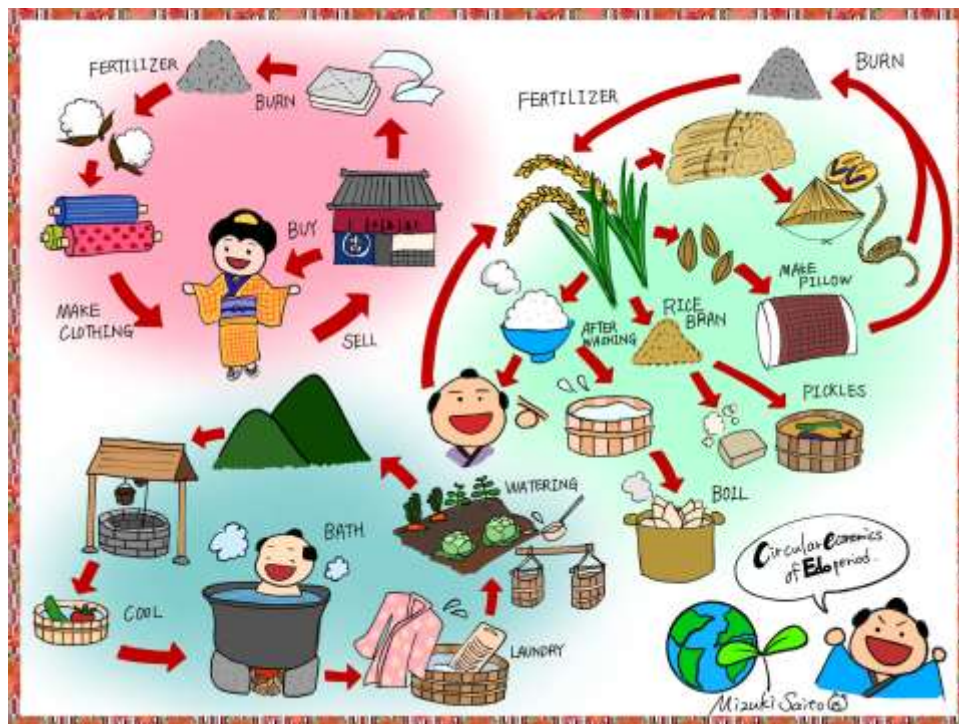 FERTILIZER
BURN
BUY
MAKE
CLOTHING
SELL
古
BURN
FERTILIZER
MAKE
PILLOW
RICE
BRAN
AFTER
WASHING
PICKLES
BOIL
WATERING
BATH
COOL
LAUNDRY
Circular Economics
of Edo period.
Mizuki Saito